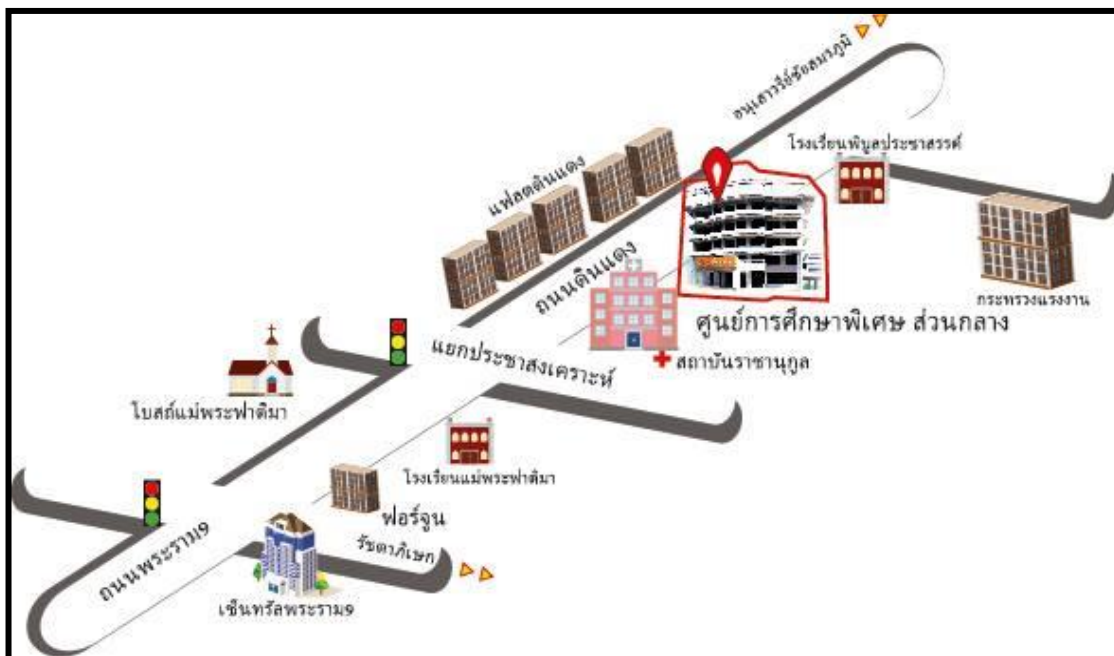 อนุเสาวรีย์ชัยสมรภูมิ
โรงเรียนพิบูลประชาสรรค์
แฟลตดินแดง
ถนนดินแดง
กระทรวงแรงงาน
ศูนย์การศึกษาพิเศษ ส่วนกลาง
แยกประชาสงเคราะห์
สถาบันราชานุกูล
โบสถ์แม่พระฟาติมา
โรงเรียนแม่พระฟาติมา
ฟอร์จูน
รัชดาภิเษก
ถนนพระราม9
เซ็นทรัลพระราม9